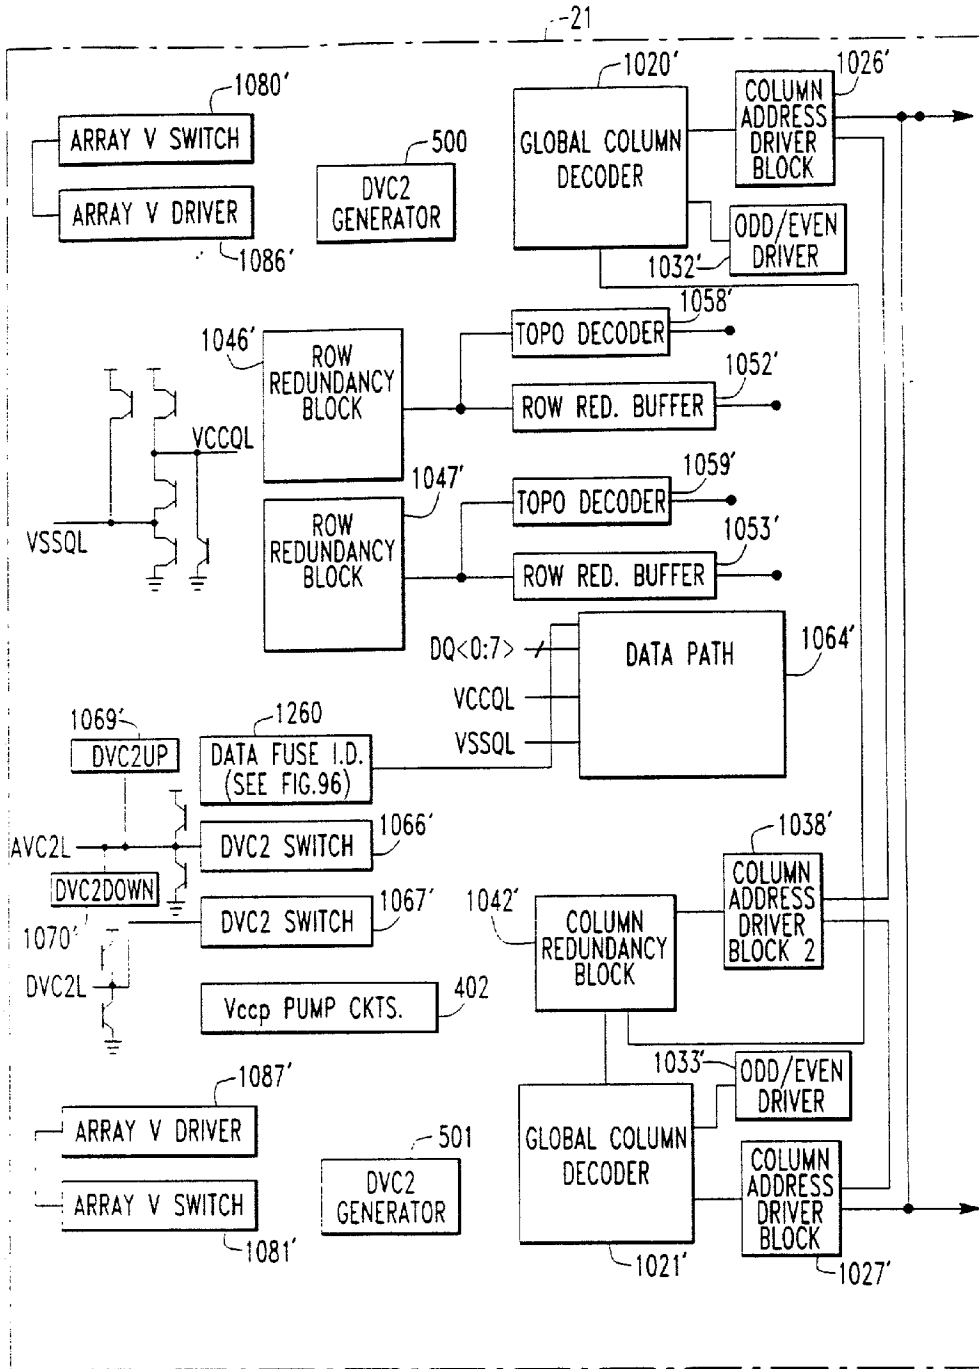 21
1080'
ARRAY V SWITCH
ARRAY V DRIVER
1086'
500
DVC2
GENERATOR
1020'
GLOBAL COLUMN
DECODER
1026'
COLUMN
ADDRESS
DRIVER
BLOCK
ODD/EVEN
DRIVER
1032'
1046'
ROW
REDUNDANCY
BLOCK
1058'
TOPO DECODER
1052'
ROW RED. BUFFER
VCCQL
VSSQL
1047'
ROW
REDUNDANCY
BLOCK
1059'
TOPO DECODER
1053'
ROW RED. BUFFER
DQ<0:7>
VCCQL
VSSQL
DATA PATH
1064'
1069'
DVC2UP
1260
DATA FUSE I.D.
(SEE FIG.96)
AVC2L
DVC2 SWITCH
1066'
DVC2DOWN
1070'
DVC2 SWITCH
1067'
DVC2L
Vccp PUMP CKTS.
402
1042'
COLUMN
REDUNDANCY
BLOCK
1038'
COLUMN
ADDRESS
DRIVER
BLOCK 2
1033'
ODD/EVEN
DRIVER
1087'
ARRAY V DRIVER
ARRAY V SWITCH
1081'
501
DVC2
GENERATOR
GLOBAL COLUMN
DECODER
1021'
COLUMN
ADDRESS
DRIVER
BLOCK
1027'